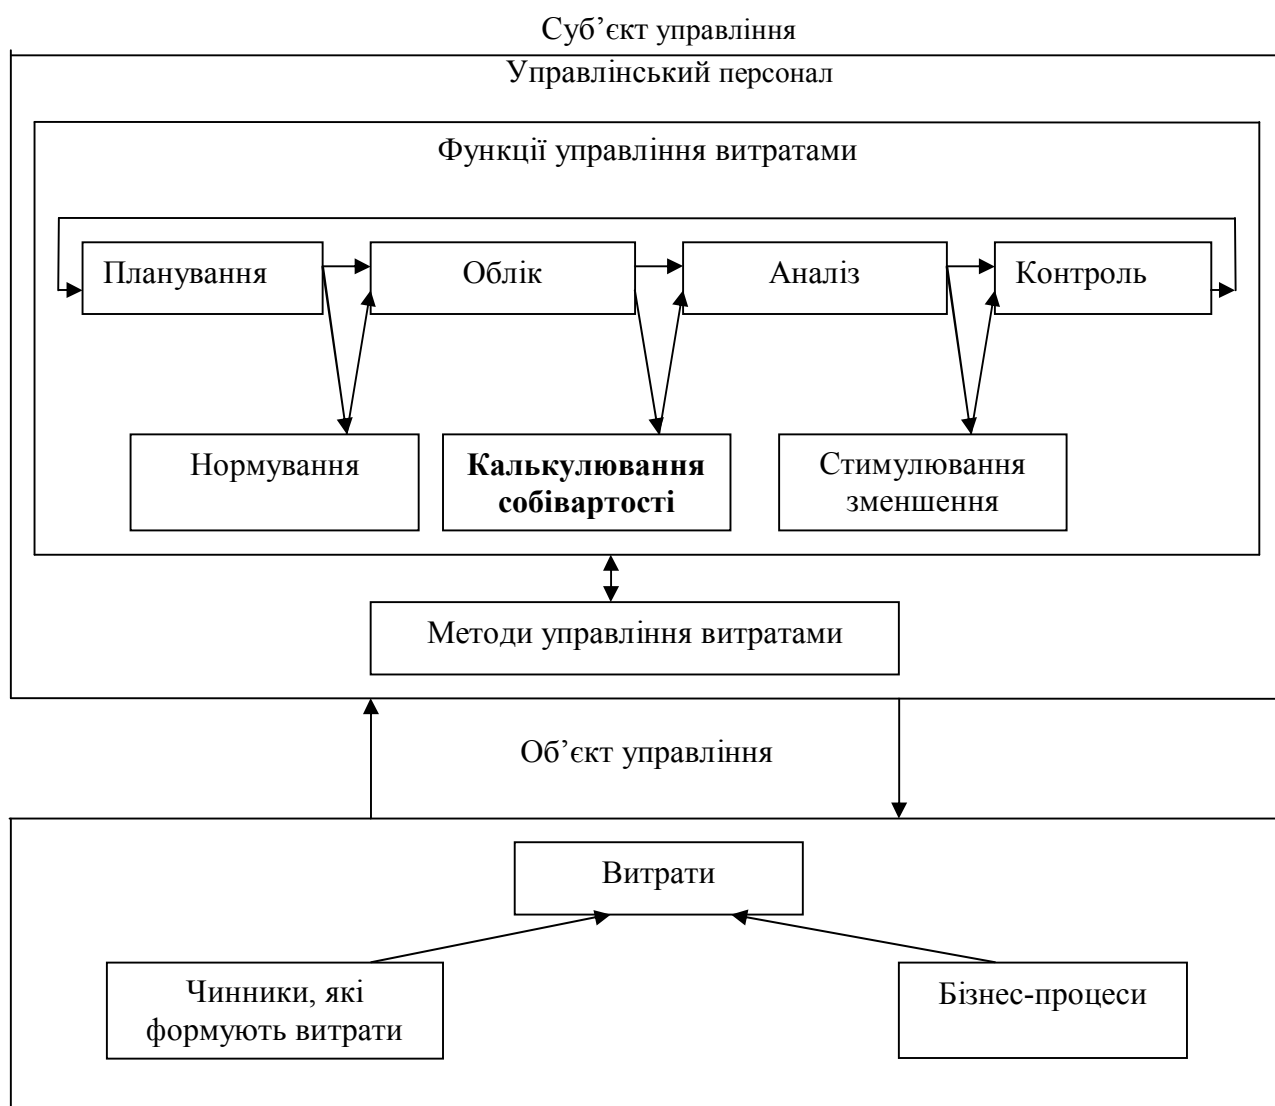 Суб’єкт управління
Управлінський персонал
Функції управління витратами
Планування
Облік
Аналіз
Контроль
Нормування
Калькулювання
собівартості
Стимулювання
зменшення
Методи управління витратами
Об’єкт управління
Витрати
Чинники, які
формують витрати
Бізнес-процеси